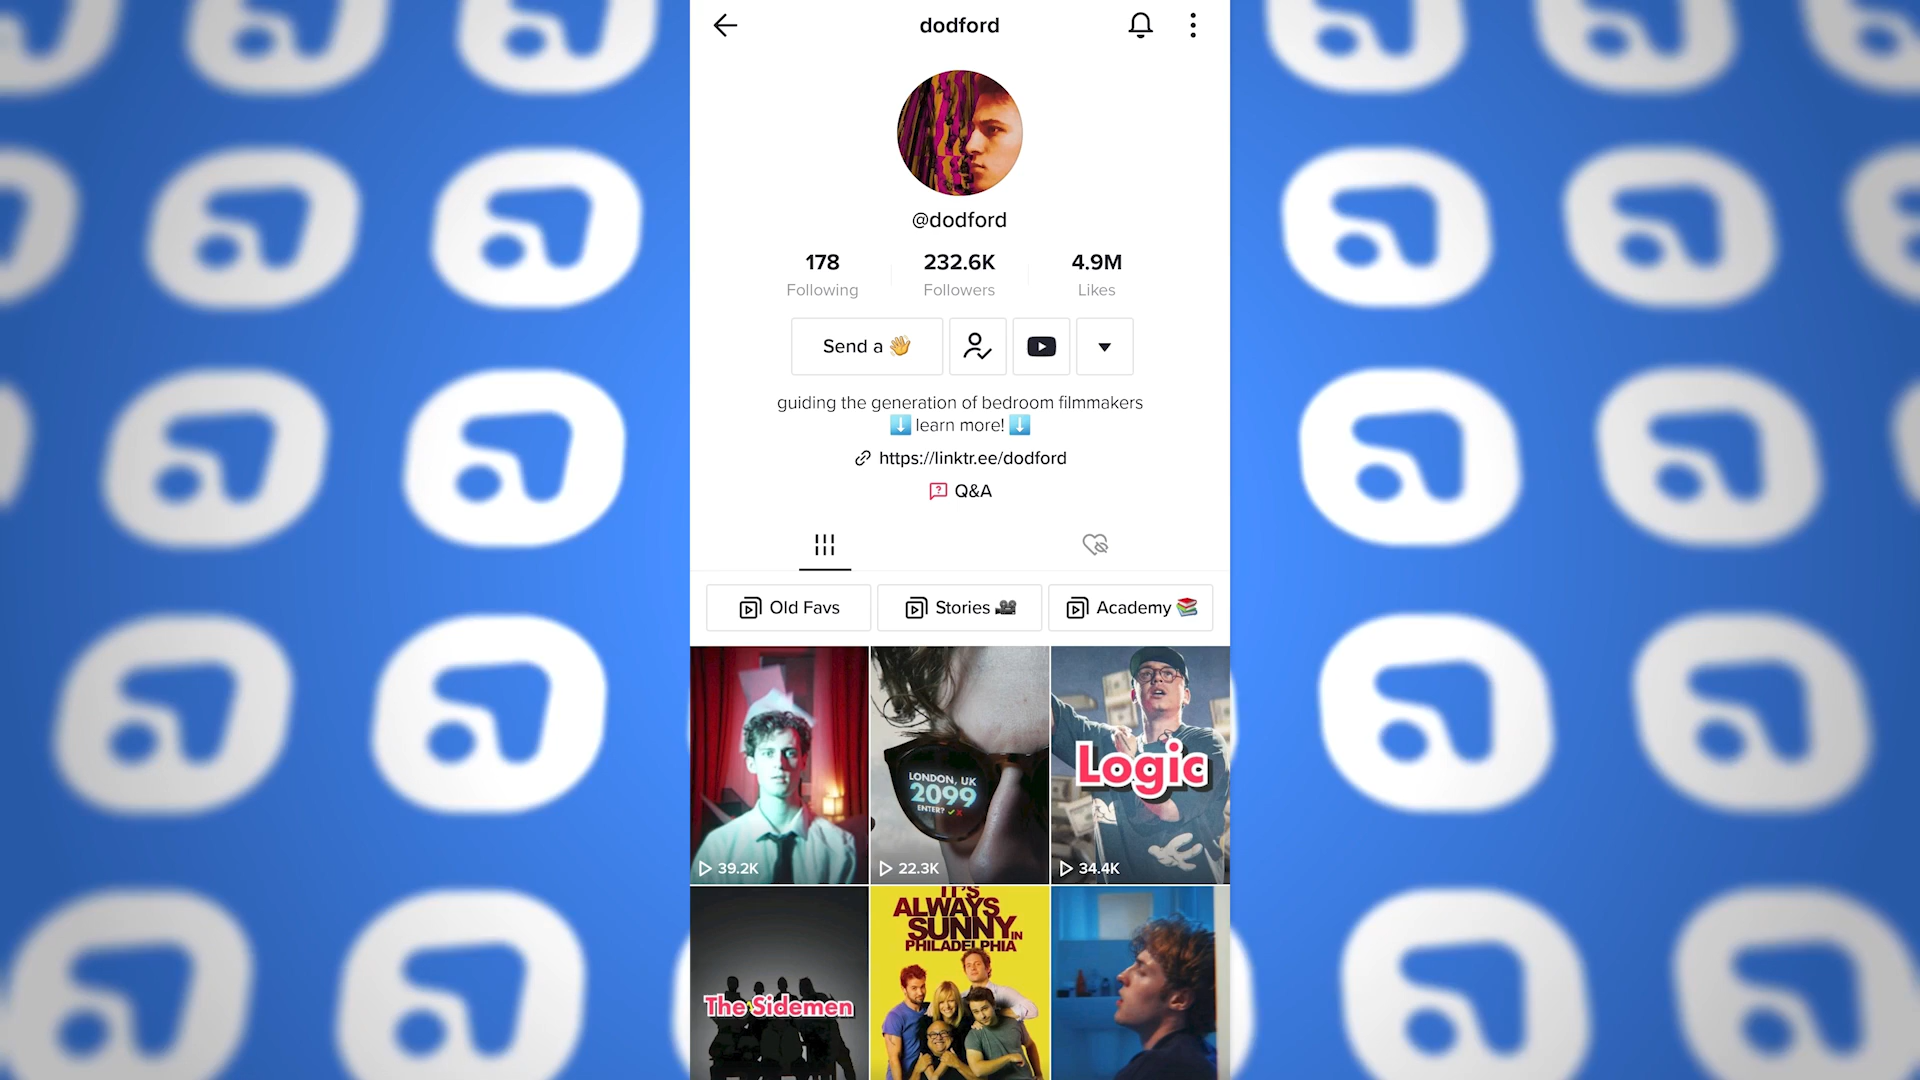 dodford
@dodford
178
Following
232.6K
Followers
4.9M
Likes
Send a 👋
guiding the generation of bedroom filmmakers
⬇️ learn more! ⬇️
https://linktr.ee/dodford
Q&A
Old Favs
Stories 🎥
Academy 📚
LONDON, UK
2099
ENTER? ✓ X
Logic
39.2K
22.3K
34.4K
IT'S
ALWAYS
SUNNY IN
PHILADELPHIA
The Sidemen